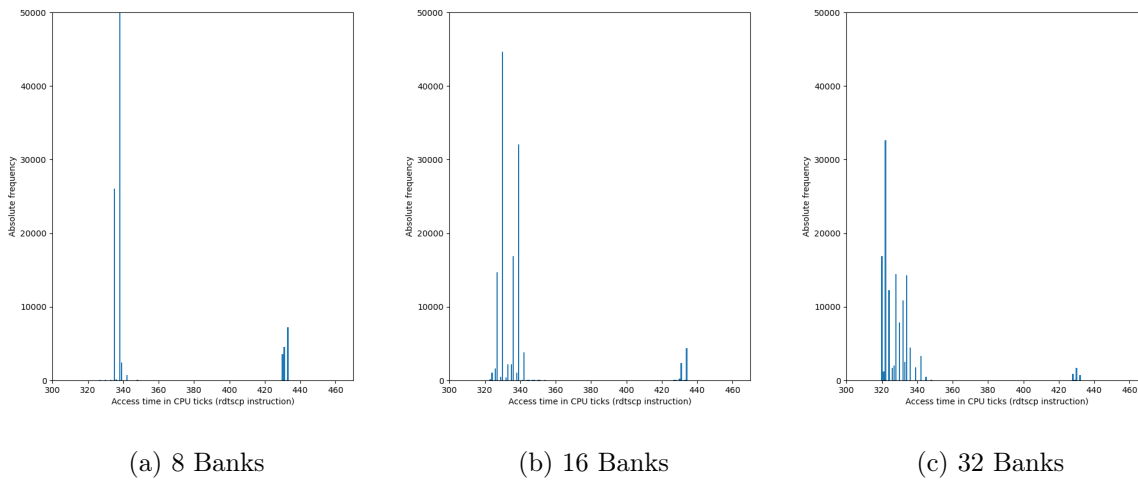 50000
40000
30000
20000
10000
0
Absolute frequency
300 320 340 360 380 400 420 440 460
Access time in CPU ticks (rdtscp instruction)
(a) 8 Banks
50000
40000
30000
20000
10000
0
Absolute frequency
300 320 340 360 380 400 420 440 460
Access time in CPU ticks (rdtscp instruction)
(b) 16 Banks
50000
40000
30000
20000
10000
0
Absolute frequency
300 320 340 360 380 400 420 440 460
Access time in CPU ticks (rdtscp instruction)
(c) 32 Banks